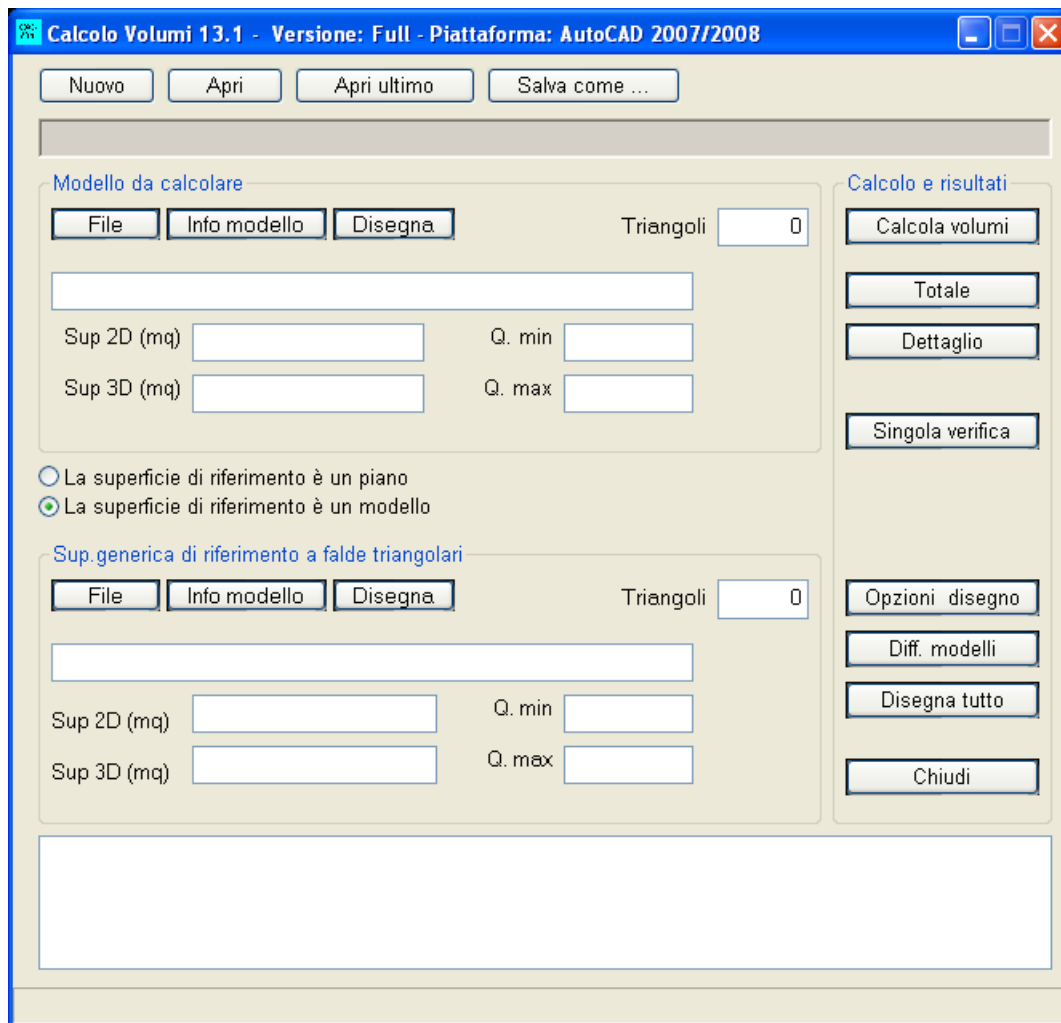 Calcolo Volumi 13.1 - Versione: Full - Piattaforma: AutoCAD 2007/2008
Nuovo Apri Apri ultimo Salva come ...
Modello da calcolare
File Info modello Disegna Triangoli 0
Sup 2D (mq) Q. min
Sup 3D (mq) Q. max
La superficie di riferimento è un piano
La superficie di riferimento è un modello
Sup.generica di riferimento a falde triangolari
File Info modello Disegna Triangoli 0
Sup 2D (mq) Q. min
Sup 3D (mq) Q. max
Calcolo e risultati
Calcola volumi
Totale
Dettaglio
Singola verifica
Opzioni disegno
Diff. modelli
Disegna tutto
Chiudi